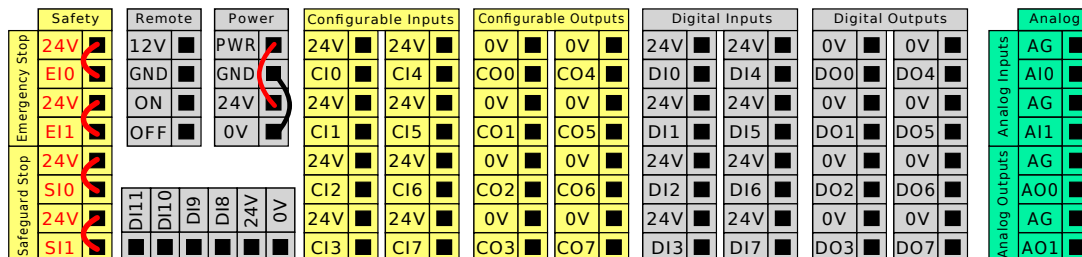 Safety
Emergency Stop
24V
EI0
24V
EI1
Safeguard Stop
24V
SI0
24V
SI1
Remote
12V
GND
ON
OFF
Power
PWR
GND
24V
0V
DI11 DI10 DI9 DI8 24V 0V
Configurable Inputs
24V 24V
CI0 CI4
24V 24V
CI1 CI5
24V 24V
CI2 CI6
24V 24V
CI3 CI7
Configurable Outputs
0V 0V
CO0 CO4
0V 0V
CO1 CO5
0V 0V
CO2 CO6
0V 0V
CO3 CO7
Digital Inputs
24V 24V
DI0 DI4
24V 24V
DI1 DI5
24V 24V
DI2 DI6
24V 24V
DI3 DI7
Digital Outputs
0V 0V
DO0 DO4
0V 0V
DO1 DO5
0V 0V
DO2 DO6
0V 0V
DO3 DO7
Analog
Analog Inputs
AG
AI0
AG
AI1
Analog Outputs
AG
AO0
AG
AO1